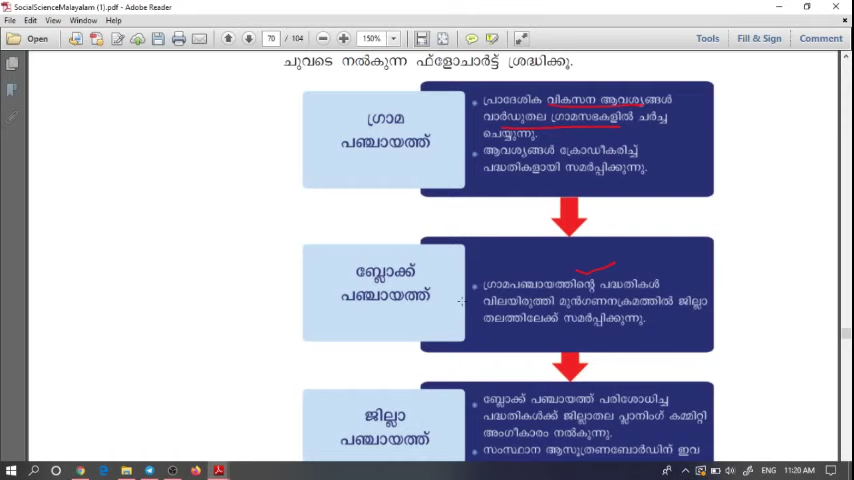 SocialScienceMalayalam (1).pdf - Adobe Reader
File Edit View Window Help
Open 70 / 104 150% Tools Fill & Sign Comment
ചുവടെ നൽകുന്ന ഫ്ളോചാർട്ട് ശ്രദ്ധിക്കൂ.
ഗ്രാമ
പഞ്ചായത്ത്
പ്രാദേശിക വികസന ആവശ്യങ്ങൾ
വാർഡുതല ഗ്രാമസഭകളിൽ ചർച്ച
ചെയ്യുന്നു.
ആവശ്യങ്ങൾ ക്രോഡീകരിച്ച്
പദ്ധതികളായി സമർപ്പിക്കുന്നു.
ബ്ലോക്ക്
പഞ്ചായത്ത്
ഗ്രാമപഞ്ചായത്തിന്റെ പദ്ധതികൾ
വിലയിരുത്തി മുൻഗണനക്രമത്തിൽ ജില്ലാ
തലത്തിലേക്ക് സമർപ്പിക്കുന്നു.
ജില്ലാ
പഞ്ചായത്ത്
ബ്ലോക്ക് പഞ്ചായത്ത് പരിശോധിച്ച
പദ്ധതികൾക്ക് ജില്ലാതല പ്ലാനിംഗ് കമ്മിറ്റി
അംഗീകാരം നൽകുന്നു.
സംസ്ഥാന ആസൂത്രണബോർഡിന് ഇവ
ENG 11:20 AM